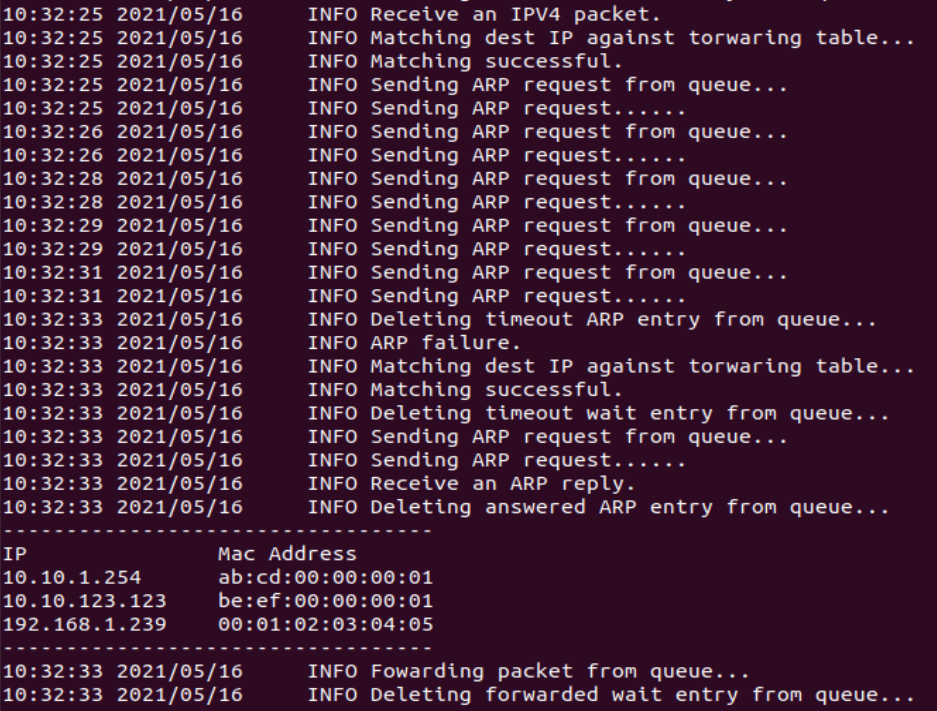 10:32:25 2021/05/16     INFO Receive an IPV4 packet.
10:32:25 2021/05/16     INFO Matching dest IP against torwaring table...
10:32:25 2021/05/16     INFO Matching successful.
10:32:25 2021/05/16     INFO Sending ARP request from queue...
10:32:25 2021/05/16     INFO Sending ARP request......
10:32:26 2021/05/16     INFO Sending ARP request from queue...
10:32:26 2021/05/16     INFO Sending ARP request......
10:32:28 2021/05/16     INFO Sending ARP request from queue...
10:32:28 2021/05/16     INFO Sending ARP request......
10:32:29 2021/05/16     INFO Sending ARP request from queue...
10:32:29 2021/05/16     INFO Sending ARP request......
10:32:31 2021/05/16     INFO Sending ARP request from queue...
10:32:31 2021/05/16     INFO Sending ARP request......
10:32:33 2021/05/16     INFO Deleting timeout ARP entry from queue...
10:32:33 2021/05/16     INFO ARP failure.
10:32:33 2021/05/16     INFO Matching dest IP against torwaring table...
10:32:33 2021/05/16     INFO Matching successful.
10:32:33 2021/05/16     INFO Deleting timeout wait entry from queue...
10:32:33 2021/05/16     INFO Sending ARP request from queue...
10:32:33 2021/05/16     INFO Sending ARP request......
10:32:33 2021/05/16     INFO Receive an ARP reply.
10:32:33 2021/05/16     INFO Deleting answered ARP entry from queue...
----------------------------------
IP               Mac Address
10.10.1.254      ab:cd:00:00:00:01
10.10.123.123    be:ef:00:00:00:01
192.168.1.239    00:01:02:03:04:05
----------------------------------
10:32:33 2021/05/16     INFO Fowarding packet from queue...
10:32:33 2021/05/16     INFO Deleting forwarded wait entry from queue...